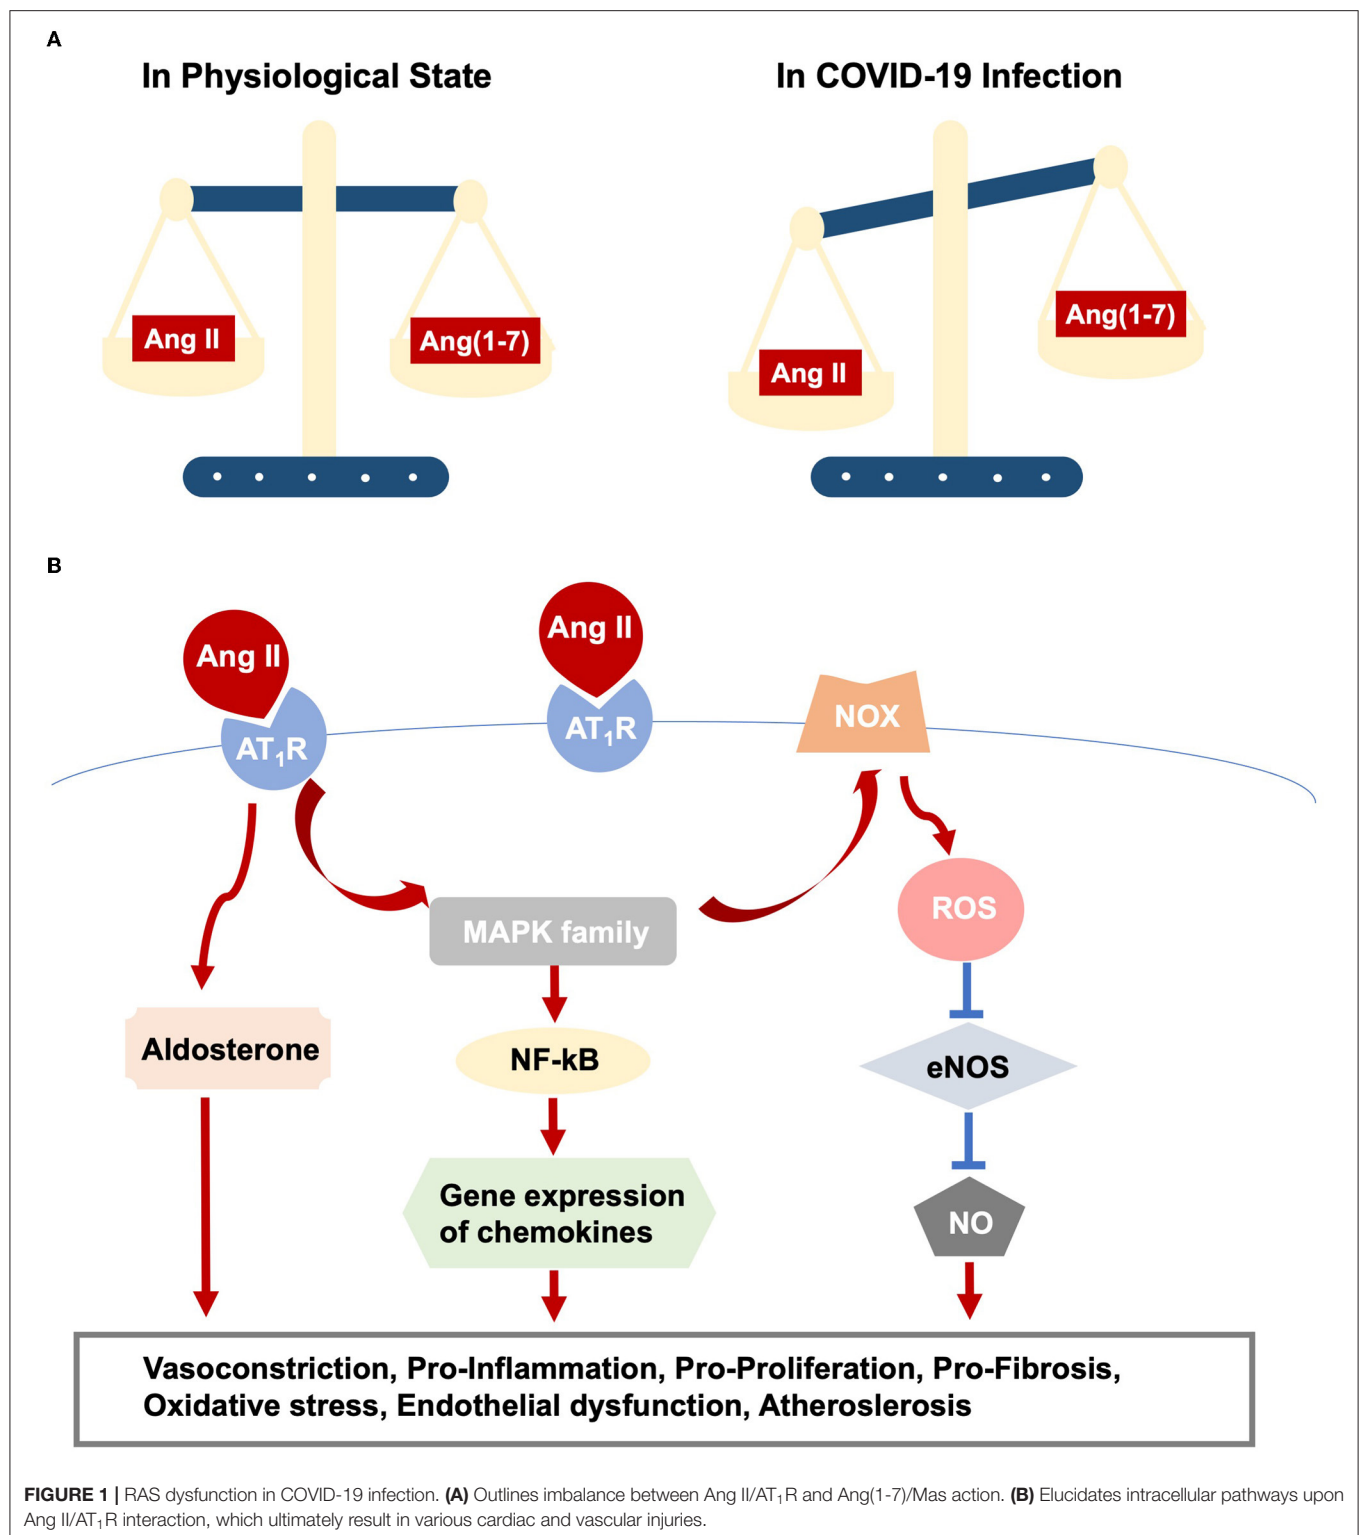 A
In Physiological State
In COVID-19 Infection
Ang II
Ang(1-7)
Ang II
Ang(1-7)
B
Ang II
AT₁R
Ang II
AT₁R
NOX
MAPK family
ROS
Aldosterone
NF-kB
eNOS
Gene expression
of chemokines
NO
Vasoconstriction, Pro-Inflammation, Pro-Proliferation, Pro-Fibrosis,
Oxidative stress, Endothelial dysfunction, Atheroslerosis
FIGURE 1 | RAS dysfunction in COVID-19 infection. (A) Outlines imbalance between Ang II/AT₁R and Ang(1-7)/Mas action. (B) Elucidates intracellular pathways upon
Ang II/AT₁R interaction, which ultimately result in various cardiac and vascular injuries.